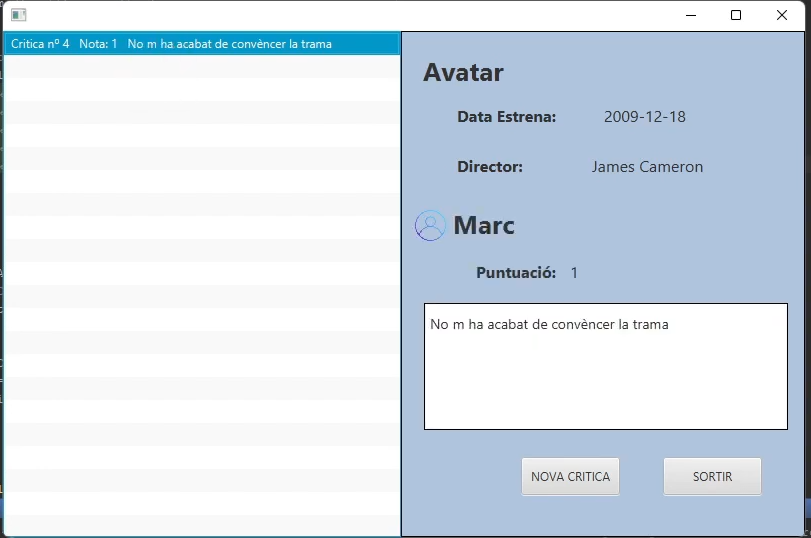 Critica nº 4 Nota: 1 No m ha acabat de convèncer la trama
Avatar
Data Estrena: 2009-12-18
Director: James Cameron
Marc
Puntuació: 1
No m ha acabat de convèncer la trama
NOVA CRITICA SORTIR